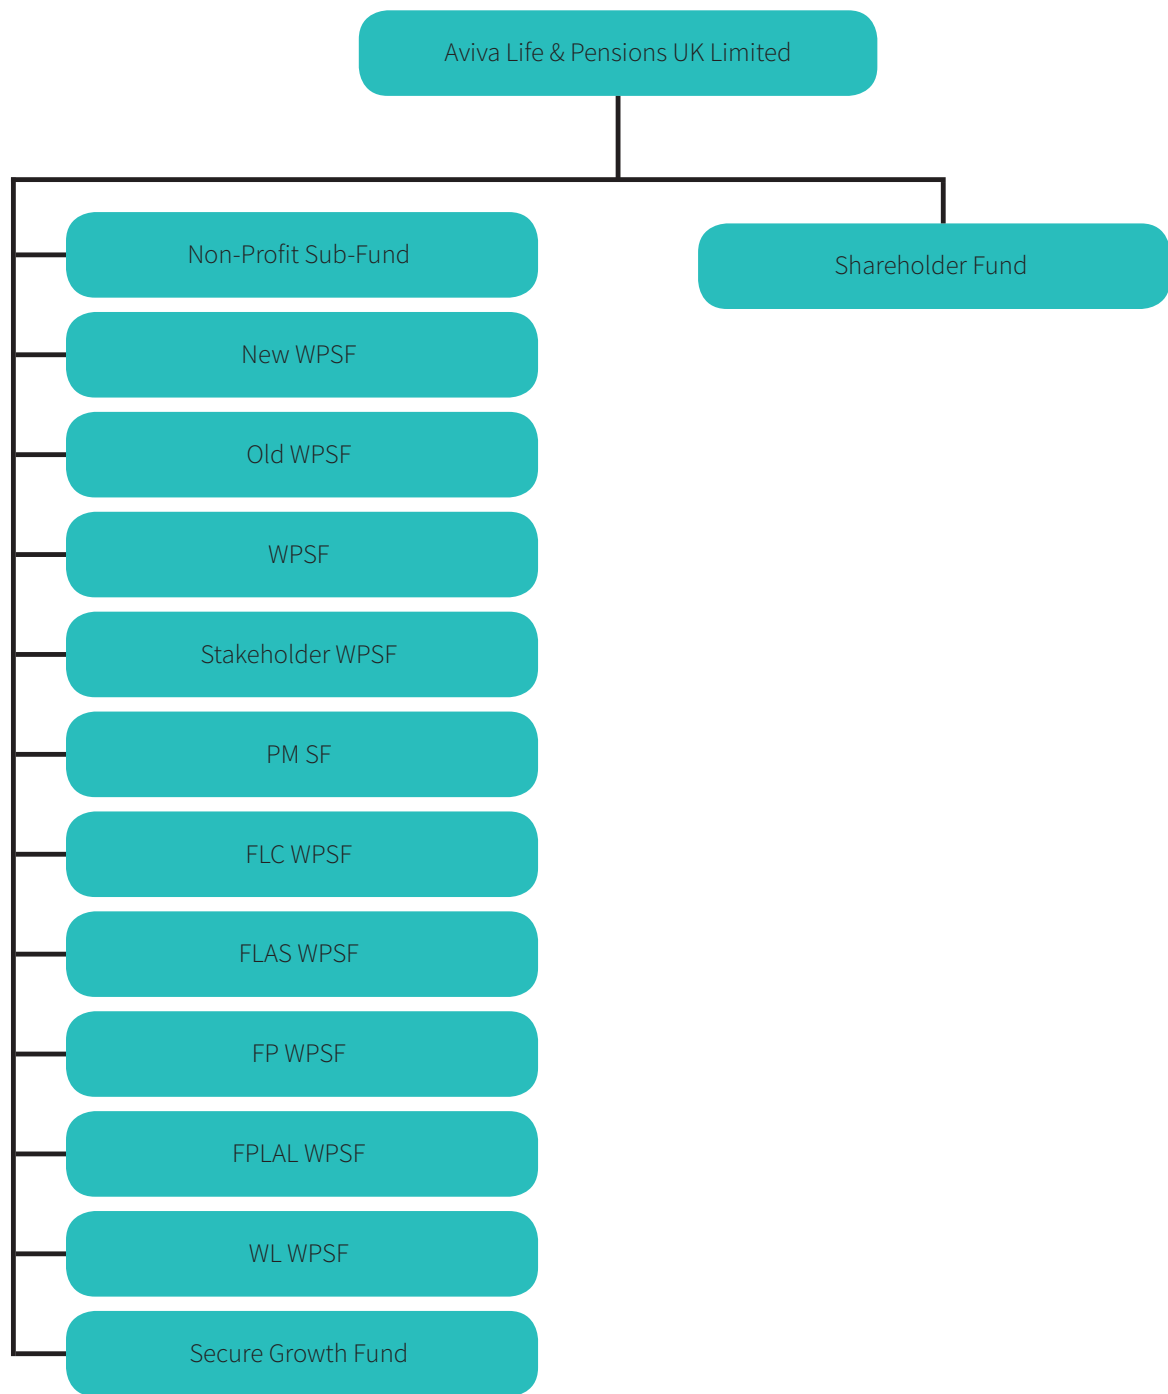 Aviva Life & Pensions UK Limited
Non-Profit Sub-Fund
Shareholder Fund
New WPSF
Old WPSF
WPSF
Stakeholder WPSF
PM SF
FLC WPSF
FLAS WPSF
FP WPSF
FPLAL WPSF
WL WPSF
Secure Growth Fund